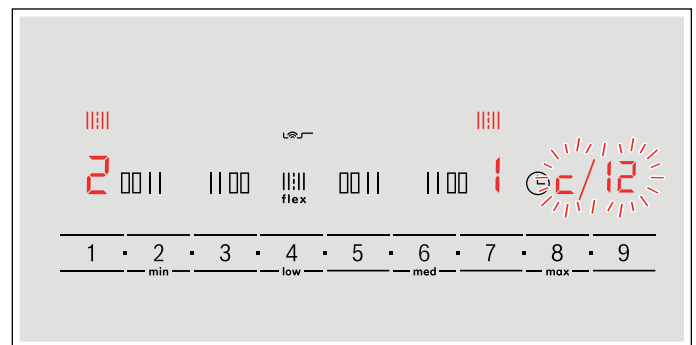 2 1 c/12
flex
1 · 2 · 3 · 4 · 5 · 6 · 7 · 8 · 9
min low med max